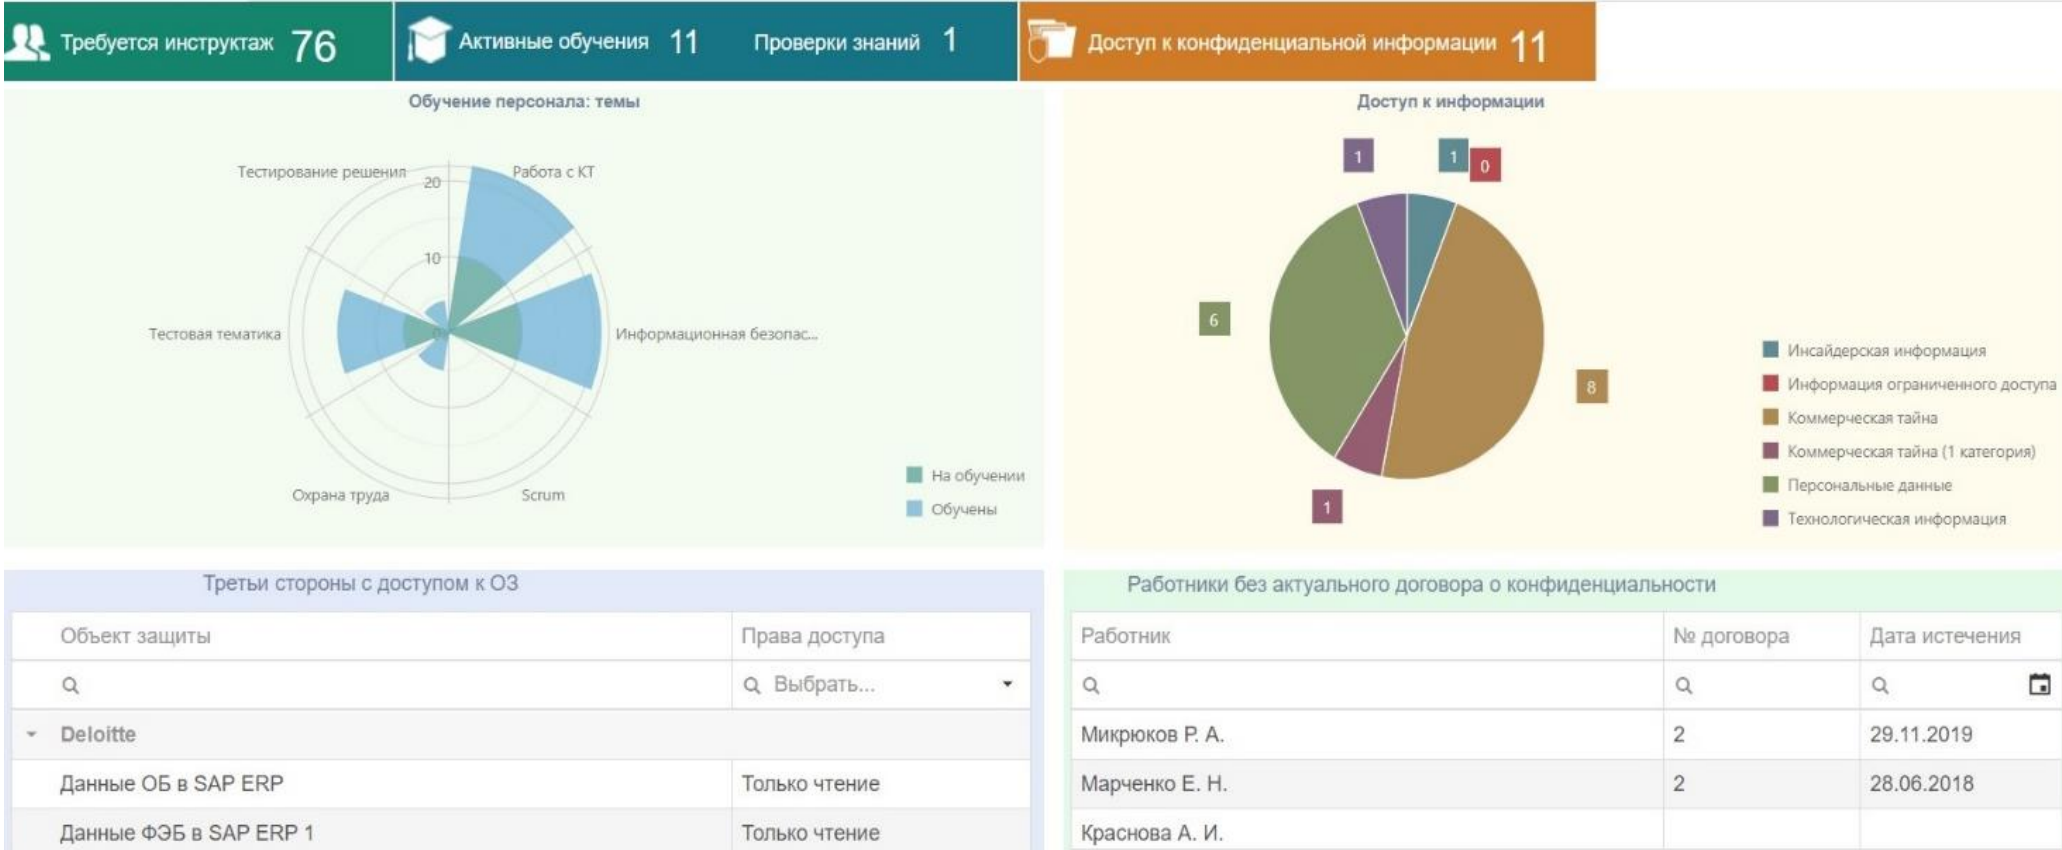 Требуется инструктаж 76
Активные обучения 11
Проверки знаний 1
Доступ к конфиденциальной информации 11
Обучение персонала: темы
Тестирование решения
20
Работа с КТ
10
Тестовая тематика
0
Информационная безопас...
Охрана труда
Scrum
На обучении
Обучены
Доступ к информации
1
1
0
6
8
1
Инсайдерская информация
Информация ограниченного доступа
Коммерческая тайна
Коммерческая тайна (1 категория)
Персональные данные
Технологическая информация
Третьи стороны с доступом к ОЗ
Объект защиты Права доступа
Выбрать...
Deloitte
Данные ОБ в SAP ERP Только чтение
Данные ФЭБ в SAP ERP 1 Только чтение
Работники без актуального договора о конфиденциальности
Работник № договора Дата истечения
Микрюков Р. А. 2 29.11.2019
Марченко Е. Н. 2 28.06.2018
Краснова А. И.